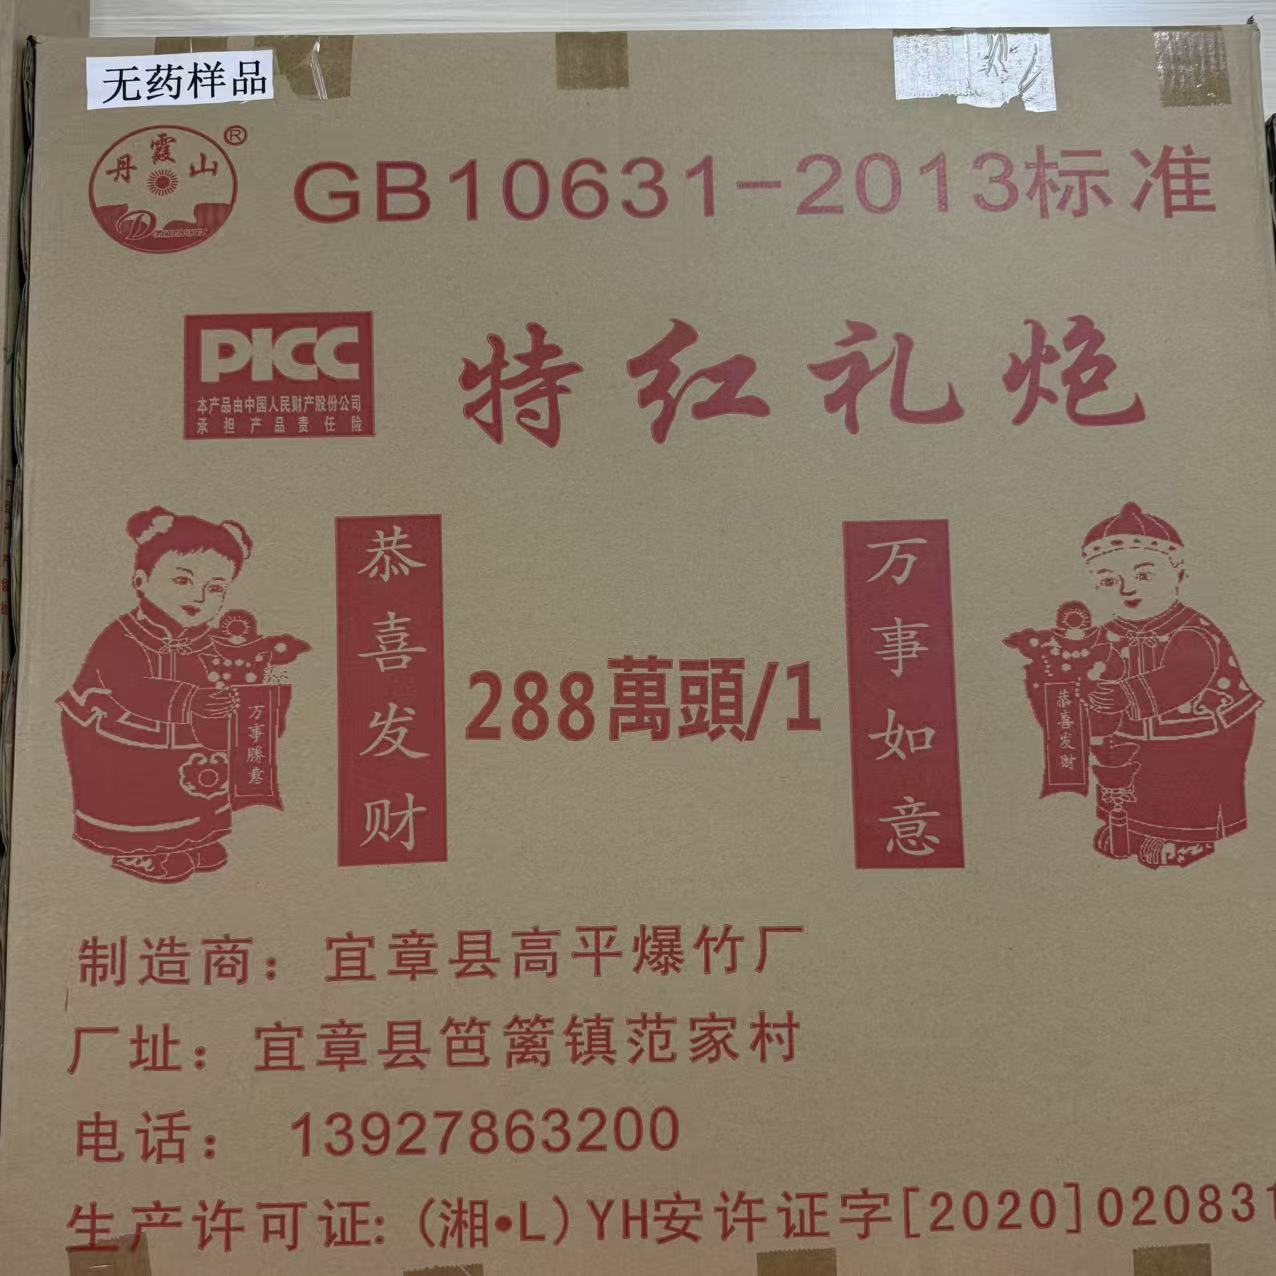 无药样品
丹霞山®
GB10631-2013标准
PICC
本产品由中国人民财产股份公司
承担产品责任险
特红礼炮
恭喜发财
288萬頭/1
万事如意
万事勝意
恭喜发财
制造商：宜章县高平爆竹厂
厂址：宜章县笆篱镇范家村
电话：13927863200
生产许可证:(湘•L)YH安许证字[2020]020831